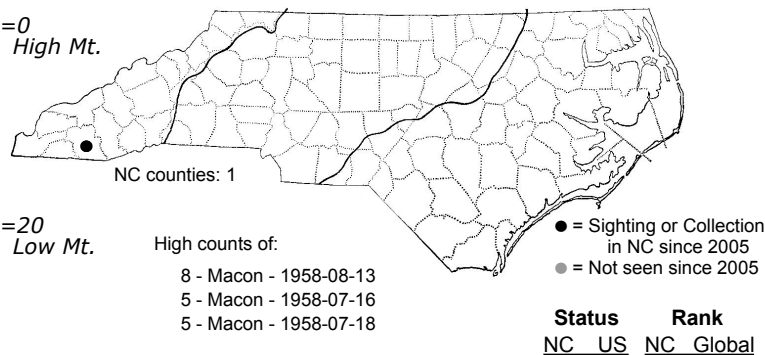 =0
High Mt.
NC counties: 1
=20
Low Mt.
High counts of:
8 - Macon - 1958-08-13
5 - Macon - 1958-07-16
5 - Macon - 1958-07-18
= Sighting or Collection
in NC since 2005
= Not seen since 2005
Status Rank
NC US NC Global